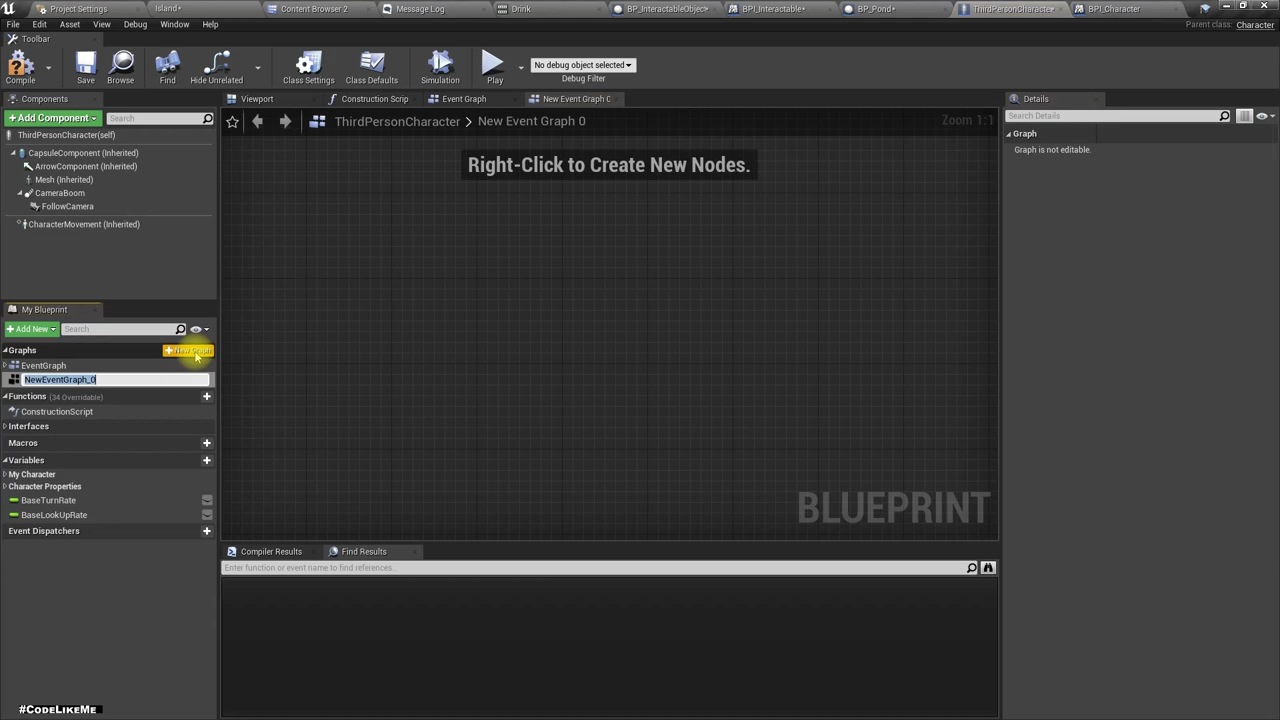 Project Settings
Island*
Content Browser 2
Message Log
Drink
BP_InteractableObject*
BPI_Interactable*
BP_Pond*
ThirdPersonCharacter*
BPI_Character
File
Edit
Asset
View
Debug
Window
Help
Parent class: Character
Toolbar
Compile
Save
Browse
Find
Hide Unrelated
Class Settings
Class Defaults
Simulation
Play
No debug object selected
Debug Filter
Components
+ Add Component
Search
ThirdPersonCharacter(self)
CapsuleComponent (Inherited)
ArrowComponent (Inherited)
Mesh (Inherited)
CameraBoom
FollowCamera
CharacterMovement (Inherited)
My Blueprint
+ Add New
Search
Graphs
+ New Graph
EventGraph
NewEventGraph_0
Functions (34 Overridable)
ConstructionScript
Interfaces
Macros
Variables
My Character
Character Properties
BaseTurnRate
BaseLookUpRate
Event Dispatchers
Viewport
Construction Scrip
Event Graph
New Event Graph 0
ThirdPersonCharacter > New Event Graph 0
Zoom 1:1
Right-Click to Create New Nodes.
BLUEPRINT
Compiler Results
Find Results
Enter function or event name to find references..
Details
Search Details
Graph
Graph is not editable.
#CODELIKEME